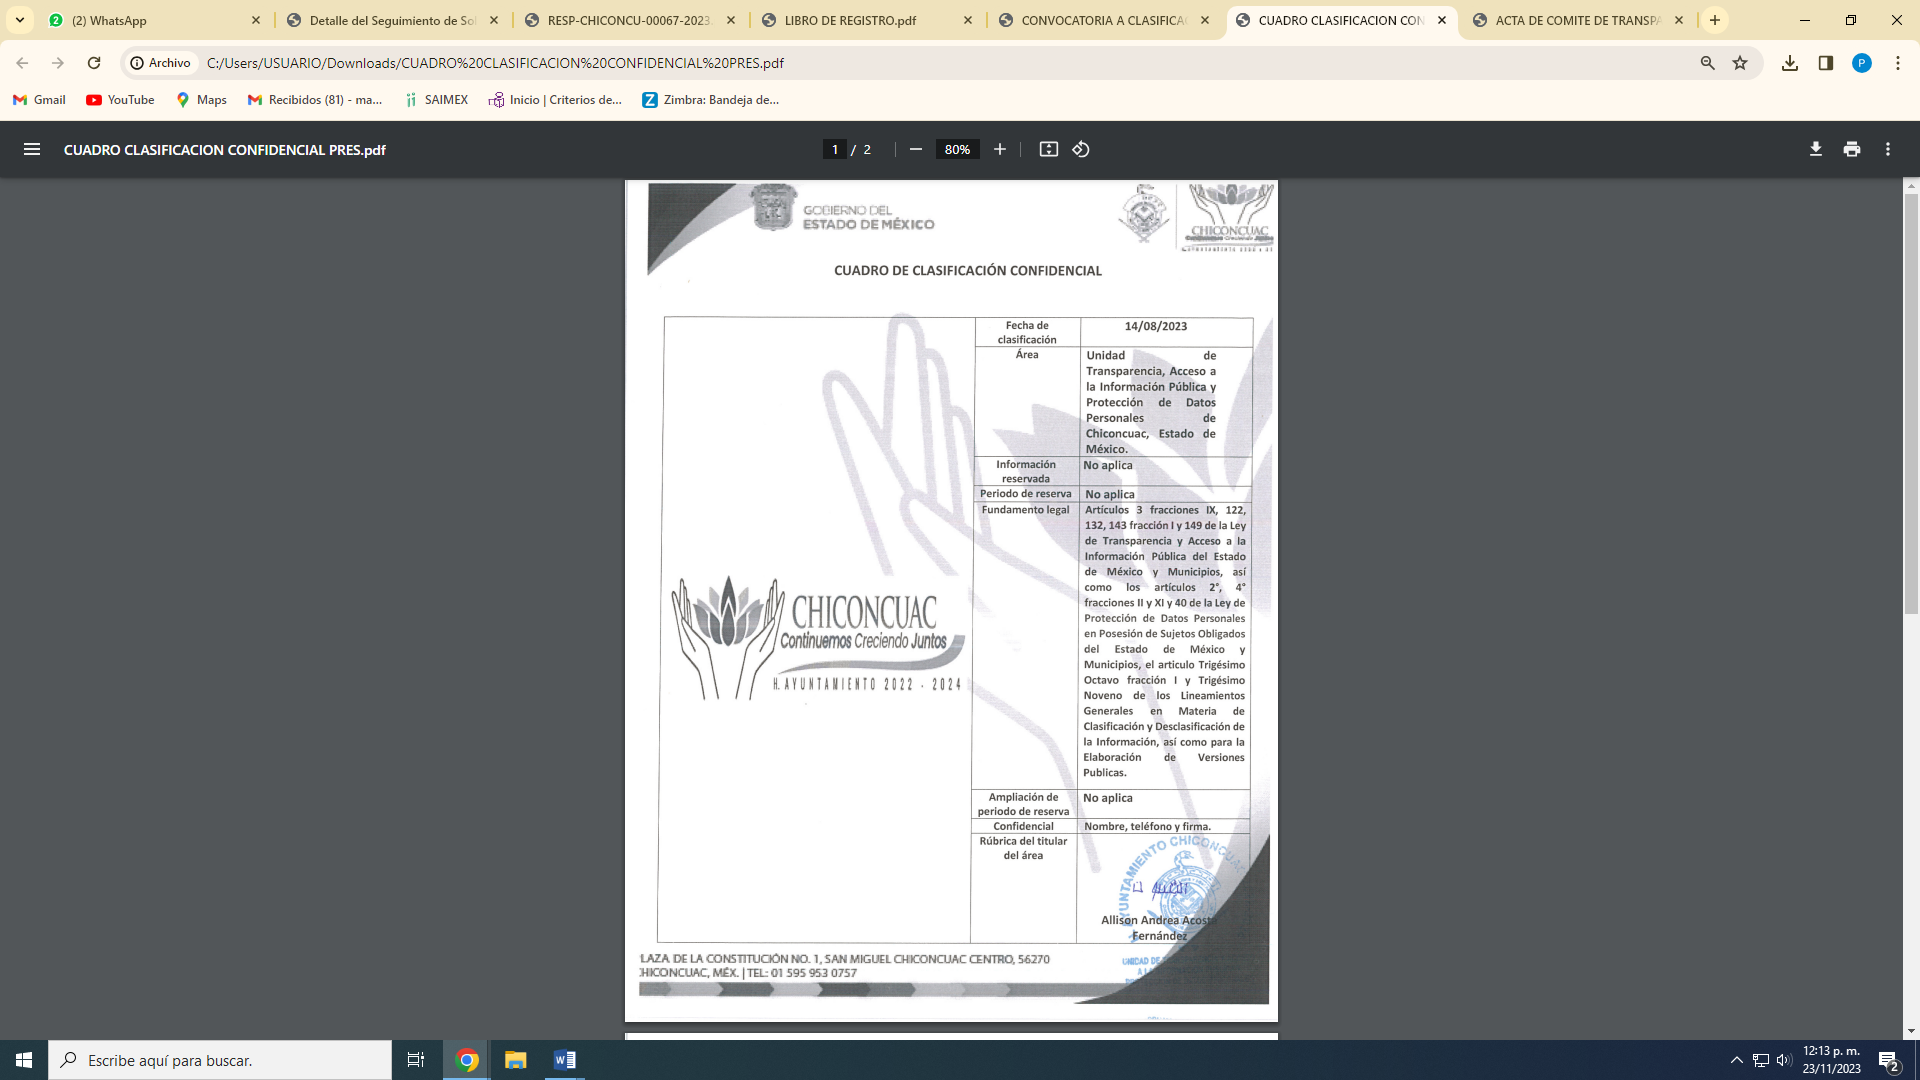 (2) WhatsApp
Detalle del Seguimiento de Sol
RESP-CHICONCU-00067-2023
LIBRO DE REGISTRO.pdf
CONVOCATORIA A CLASIFICA
CUADRO CLASIFICACION CON
ACTA DE COMITE DE TRANSPA
Archivo
C:/Users/USUARIO/Downloads/CUADRO%20CLASIFICACION%20CONFIDENCIAL%20PRES.pdf
P
Gmail
YouTube
Maps
Recibidos (81) - ma...
SAIMEX
Inicio | Criterios de...
Zimbra: Bandeja de...
CUADRO CLASIFICACION CONFIDENCIAL PRES.pdf
1 / 2
80%
GOBIERNO DEL
ESTADO DE MÉXICO
CHICONCUAC
Continuemos Creciendo Juntos
CUADRO DE CLASIFICACIÓN CONFIDENCIAL
Fecha de
clasificación
14/08/2023
Área
Unidad de
Transparencia, Acceso a
la Información Pública y
Protección de Datos
Personales de
Chiconcuac, Estado de
México.
Información
reservada
No aplica
Periodo de reserva
No aplica
Fundamento legal
Artículos 3 fracciones IX, 122,
132, 143 fracción I y 149 de la Ley
de Transparencia y Acceso a la
Información Pública del Estado
de México y Municipios, así
como los artículos 2°, 4°
fracciones II y XI y 40 de la Ley de
Protección de Datos Personales
en Posesión de Sujetos Obligados
del Estado de México y
Municipios, el articulo Trigésimo
Octavo fracción I y Trigésimo
Noveno de los Lineamientos
Generales en Materia de
Clasificación y Desclasificación de
la Información, así como para la
Elaboración de Versiones
Publicas.
CHICONCUAC
Continuemos Creciendo Juntos
H. AYUNTAMIENTO 2022 - 2024
Ampliación de
periodo de reserva
No aplica
Confidencial
Nombre, teléfono y firma.
Rúbrica del titular
del área
AYUNTAMIENTO CHICONCUAC
Allison Andrea Acosta
Fernández
UNIDAD DE
LAZA DE LA CONSTITUCIÓN NO. 1, SAN MIGUEL CHICONCUAC CENTRO, 56270
CHICONCUAC, MÉX. | TEL: 01 595 953 0757
Escribe aquí para buscar.
12:13 p. m.
23/11/2023
2